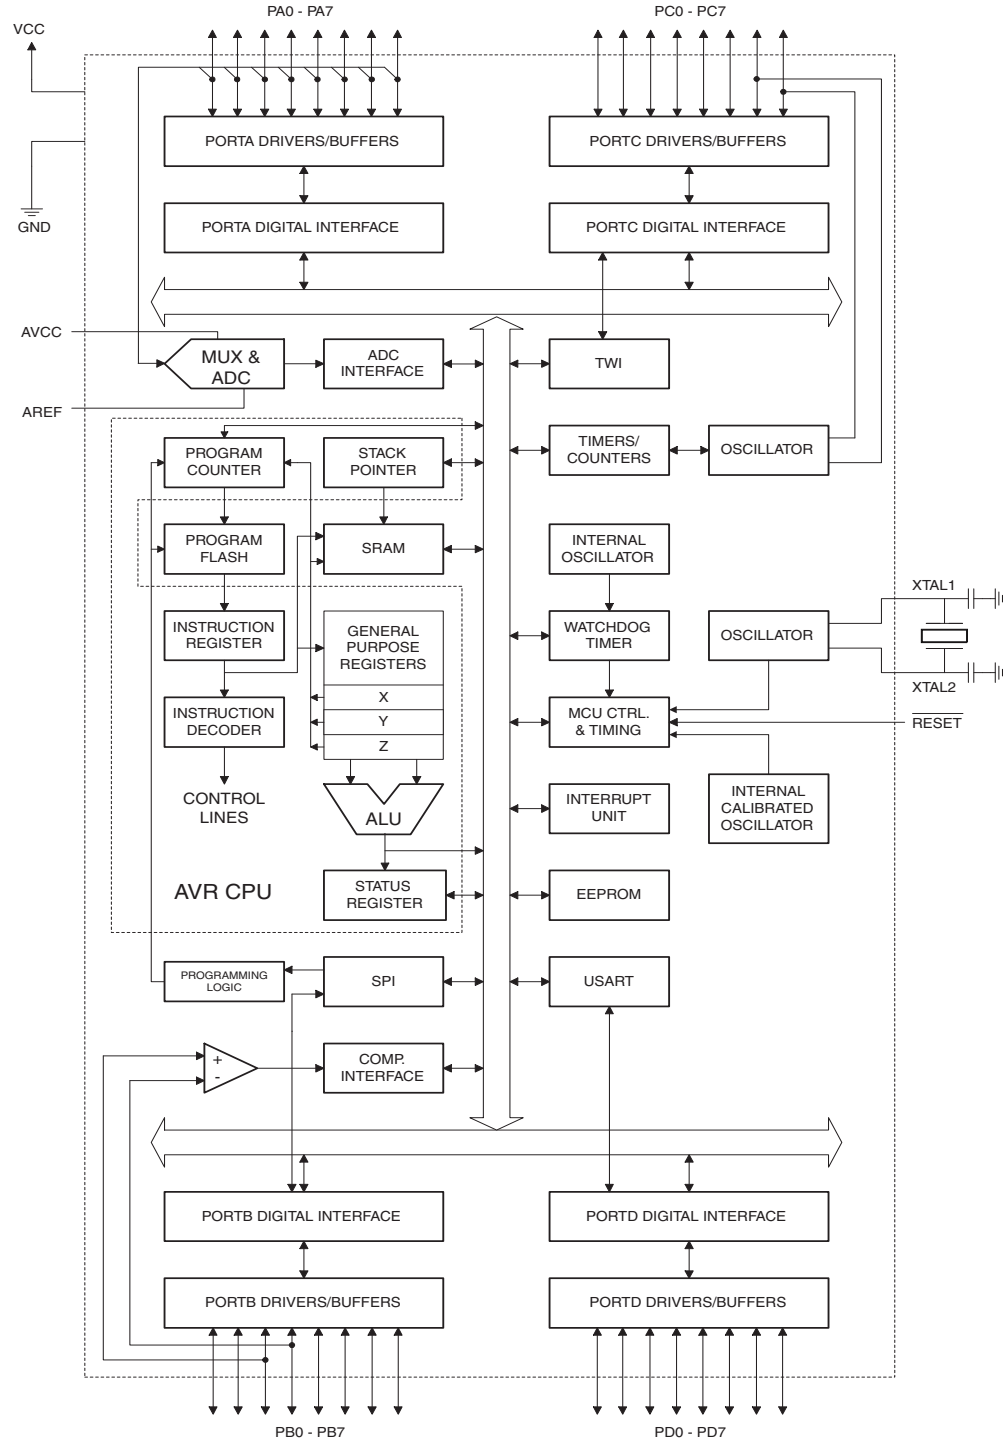 PA0 - PA7
PC0 - PC7
VCC
PORTA DRIVERS/BUFFERS
PORTC DRIVERS/BUFFERS
GND
PORTA DIGITAL INTERFACE
PORTC DIGITAL INTERFACE
AVCC
MUX &
ADC
ADC
INTERFACE
TWI
AREF
PROGRAM
COUNTER
STACK
POINTER
TIMERS/
COUNTERS
OSCILLATOR
PROGRAM
FLASH
SRAM
INTERNAL
OSCILLATOR
XTAL1
INSTRUCTION
REGISTER
GENERAL
PURPOSE
REGISTERS
WATCHDOG
TIMER
OSCILLATOR
XTAL2
X
Y
Z
INSTRUCTION
DECODER
MCU CTRL.
& TIMING
RESET
CONTROL
LINES
ALU
INTERRUPT
UNIT
INTERNAL
CALIBRATED
OSCILLATOR
AVR CPU
STATUS
REGISTER
EEPROM
PROGRAMMING
LOGIC
SPI
USART
+
-
COMP.
INTERFACE
PORTB DIGITAL INTERFACE
PORTD DIGITAL INTERFACE
PORTB DRIVERS/BUFFERS
PORTD DRIVERS/BUFFERS
PB0 - PB7
PD0 - PD7